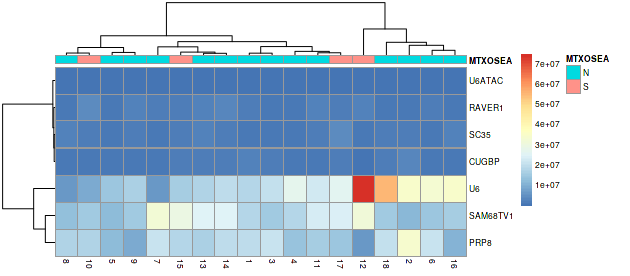 MTXOSEA
U6ATAC
RAVER1
SC35
CUGBP
U6
SAM68TV1
PRP8
8 10 5 9 7 15 13 14 1 3 4 11 17 12 18 2 6 16
7e+07
6e+07
5e+07
4e+07
3e+07
2e+07
1e+07
MTXOSEA
N
S